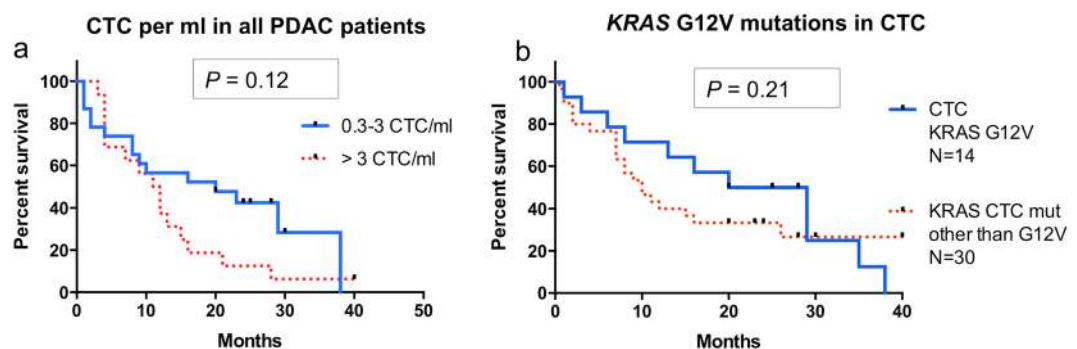 a
CTC per ml in all PDAC patients
P = 0.12
Percent survival
100
80
60
40
20
0
0 10 20 30 40 50
Months
0.3-3 CTC/ml
> 3 CTC/ml
b
KRAS G12V mutations in CTC
P = 0.21
Percent survival
100
80
60
40
20
0
0 10 20 30 40
Months
CTC
KRAS G12V
N=14
KRAS CTC mut
other than G12V
N=30